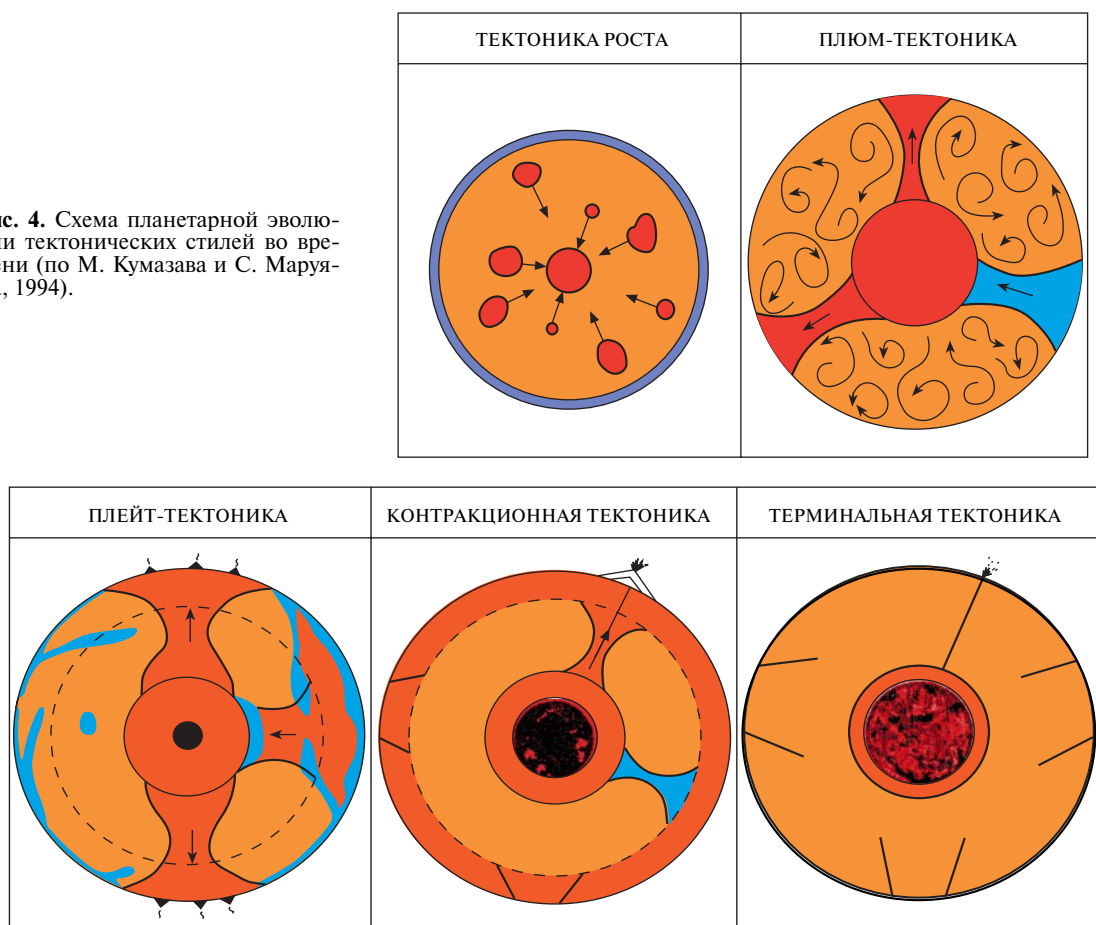 ТЕКТОНИКА РОСТА
ПЛЮМ-ТЕКТОНИКА
ис. 4. Схема планетарной эволю-
ии тектонических стилей во вре-
ени (по М. Кумазава и С. Маруя-
, 1994).
ПЛЕЙТ-ТЕКТОНИКА
КОНТРАКЦИОННАЯ ТЕКТОНИКА
ТЕРМИНАЛЬНАЯ ТЕКТОНИКА